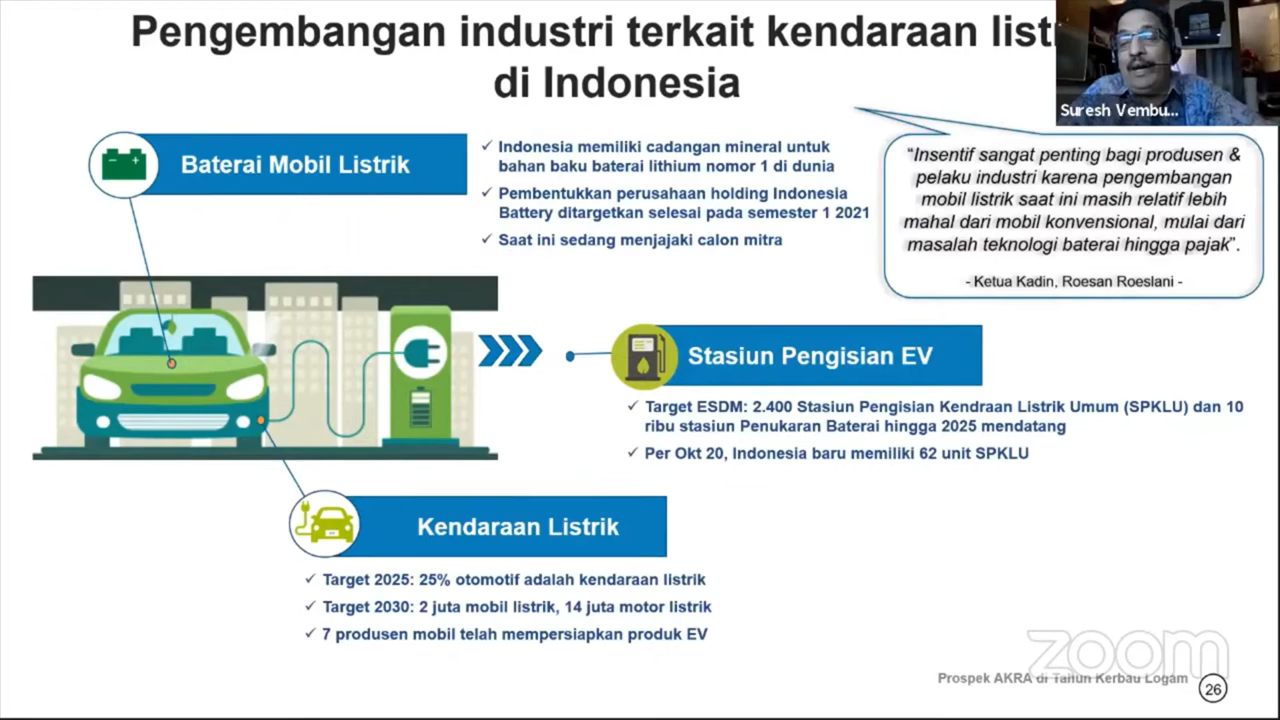 Pengembangan industri terkait kendaraan
di Indonesia
Suresh Vembu...
Baterai Mobil Listrik
✓ Indonesia memiliki cadangan mineral untuk
bahan baku baterai lithium nomor 1 di dunia
✓ Pembentukkan perusahaan holding Indonesia
Battery ditargetkan selesai pada semester 1 2021
✓ Saat ini sedang menjajaki calon mitra
“Insentif sangat penting bagi produsen &
pelaku industri karena pengembangan
mobil listrik saat ini masih relatif lebih
mahal dari mobil konvensional, mulai dari
masalah teknologi baterai hingga pajak”.
- Ketua Kadin, Roesan Roeslani -
Stasiun Pengisian EV
✓ Target ESDM: 2.400 Stasiun Pengisian Kendraan Listrik Umum (SPKLU) dan 10
ribu stasiun Penukaran Baterai hingga 2025 mendatang
✓ Per Okt 20, Indonesia baru memiliki 62 unit SPKLU
Kendaraan Listrik
✓ Target 2025: 25% otomotif adalah kendaraan listrik
✓ Target 2030: 2 juta mobil listrik, 14 juta motor listrik
✓ 7 produsen mobil telah mempersiapkan produk EV
zoom
Prospek AKRA di Tahun Kerbau Logam
26